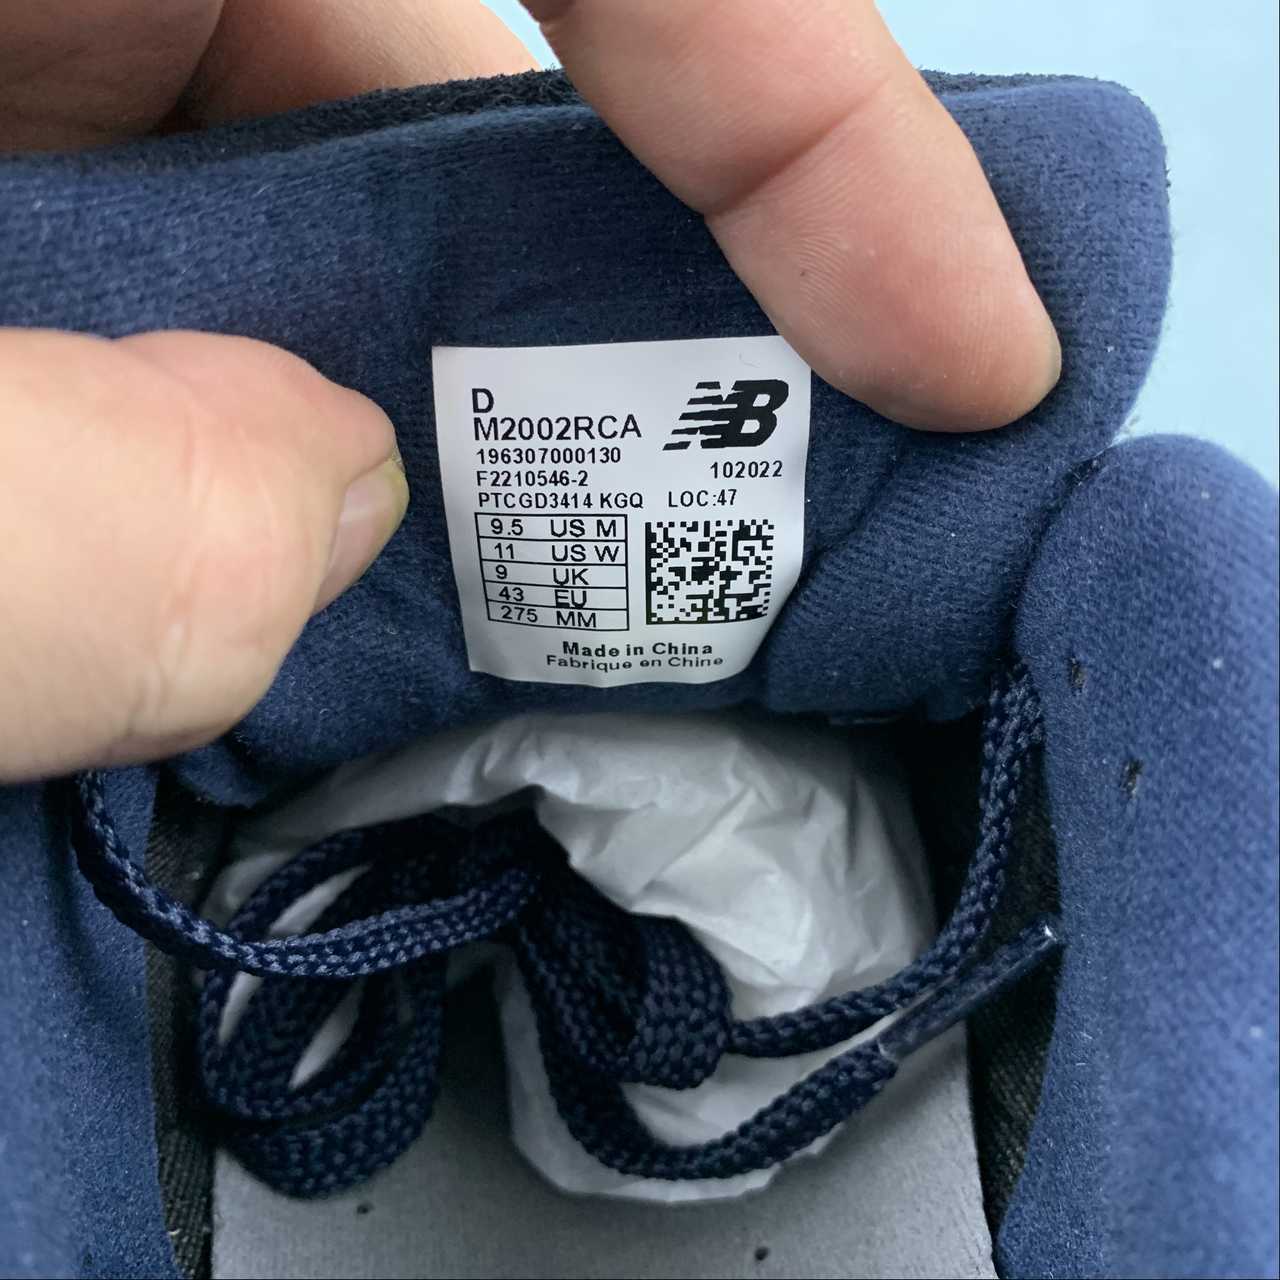 D
M2002RCA
NB
196307000130
102022
F2210546-2
PTCGD3414 KGQ LOC:47
9.5 US M
11 US W
9 UK
43 EU
275 MM
Made in China
Fabrique en Chine